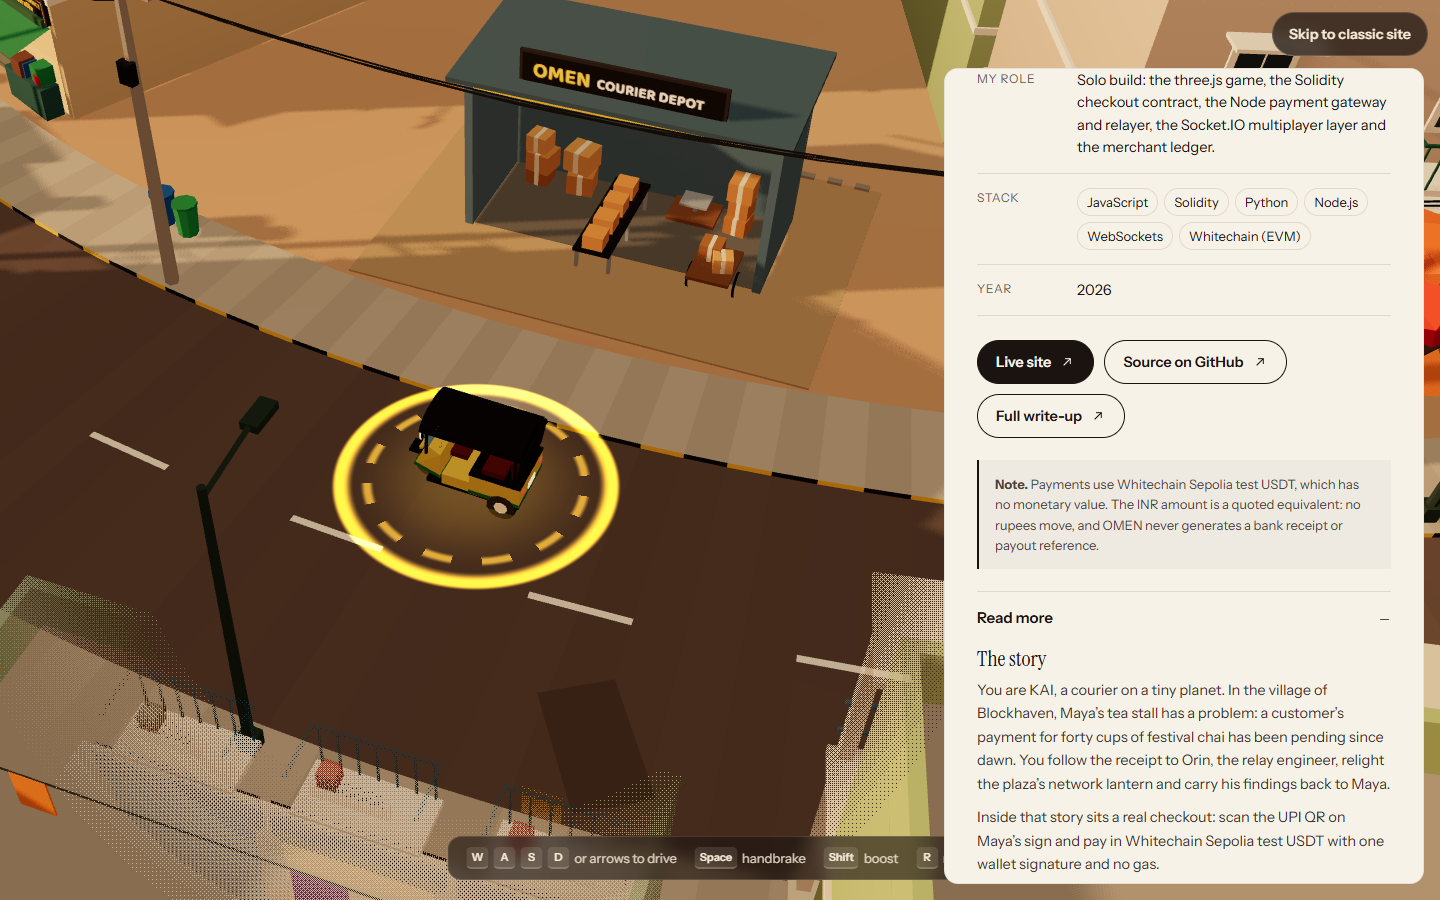 Skip to classic site
OMEN COURIER DEPOT
MY ROLE
Solo build: the three.js game, the Solidity
checkout contract, the Node payment gateway
and relayer, the Socket.IO multiplayer layer and
the merchant ledger.
STACK
JavaScript
Solidity
Python
Node.js
WebSockets
Whitechain (EVM)
YEAR
2026
Live site ↗
Source on GitHub ↗
Full write-up ↗
Note. Payments use Whitechain Sepolia test USDT, which has
no monetary value. The INR amount is a quoted equivalent: no
rupees move, and OMEN never generates a bank receipt or
payout reference.
Read more –
The story
You are KAI, a courier on a tiny planet. In the village of
Blockhaven, Maya’s tea stall has a problem: a customer’s
payment for forty cups of festival chai has been pending since
dawn. You follow the receipt to Orin, the relay engineer, relight
the plaza’s network lantern and carry his findings back to Maya.
Inside that story sits a real checkout: scan the UPI QR on
Maya’s sign and pay in Whitechain Sepolia test USDT with one
wallet signature and no gas.
W A S D or arrows to drive Space handbrake Shift boost R